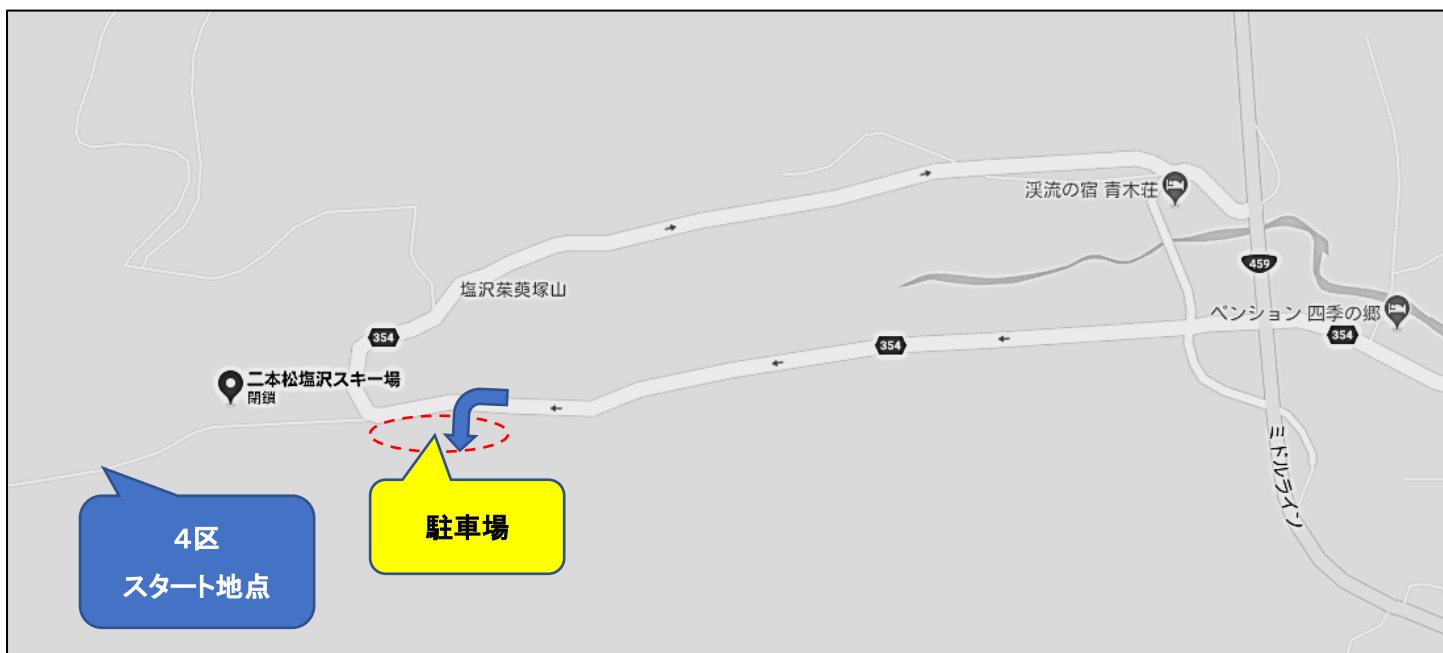 渓流の宿 青木荘
459
塩沢茱萸塚山
ペンション 四季の郷
354
354
354
二本松塩沢スキー場
閉鎖
ミドルライン
駐車場
4区
スタート地点